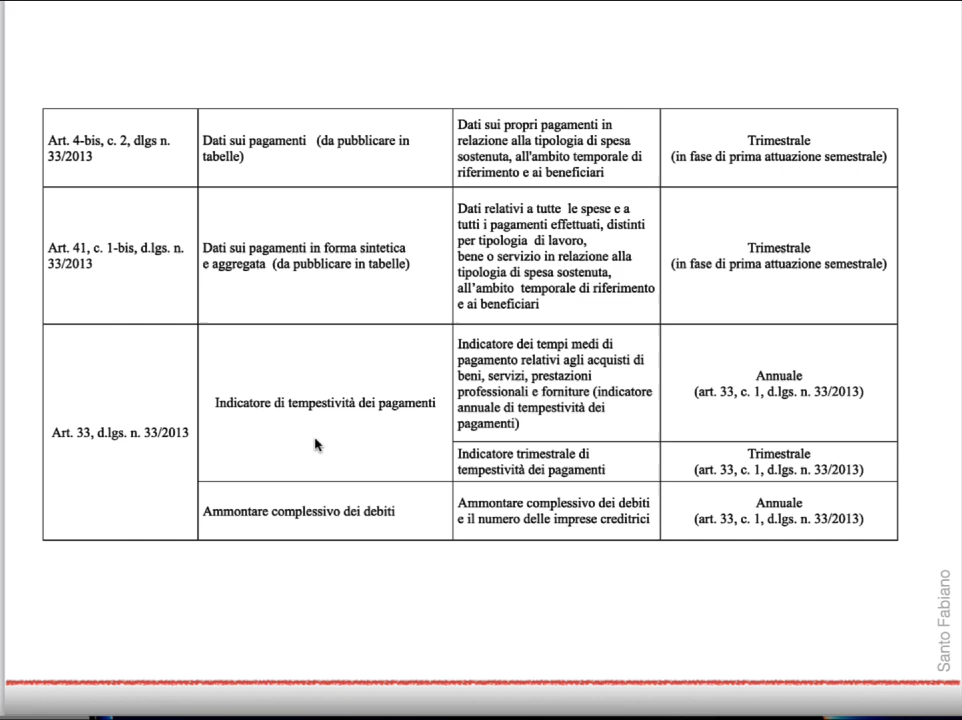 Art. 4-bis, c. 2, dlgs n.
33/2013
Dati sui pagamenti (da pubblicare in
tabelle)
Dati sui propri pagamenti in
relazione alla tipologia di spesa
sostenuta, all'ambito temporale di
riferimento e ai beneficiari
Trimestrale
(in fase di prima attuazione semestrale)
Art. 41, c. 1-bis, d.lgs. n.
33/2013
Dati sui pagamenti in forma sintetica
e aggregata (da pubblicare in tabelle)
Dati relativi a tutte le spese e a
tutti i pagamenti effettuati, distinti
per tipologia di lavoro,
bene o servizio in relazione alla
tipologia di spesa sostenuta,
all'ambito temporale di riferimento
e ai beneficiari
Trimestrale
(in fase di prima attuazione semestrale)
Art. 33, d.lgs. n. 33/2013
Indicatore di tempestività dei pagamenti
Indicatore dei tempi medi di
pagamento relativi agli acquisti di
beni, servizi, prestazioni
professionali e forniture (indicatore
annuale di tempestività dei
pagamenti)
Annuale
(art. 33, c. 1, d.lgs. n. 33/2013)
Indicatore trimestrale di
tempestività dei pagamenti
Trimestrale
(art. 33, c. 1, d.lgs. n. 33/2013)
Ammontare complessivo dei debiti
Ammontare complessivo dei debiti
e il numero delle imprese creditrici
Annuale
(art. 33, c. 1, d.lgs. n. 33/2013)
Santo Fabiano